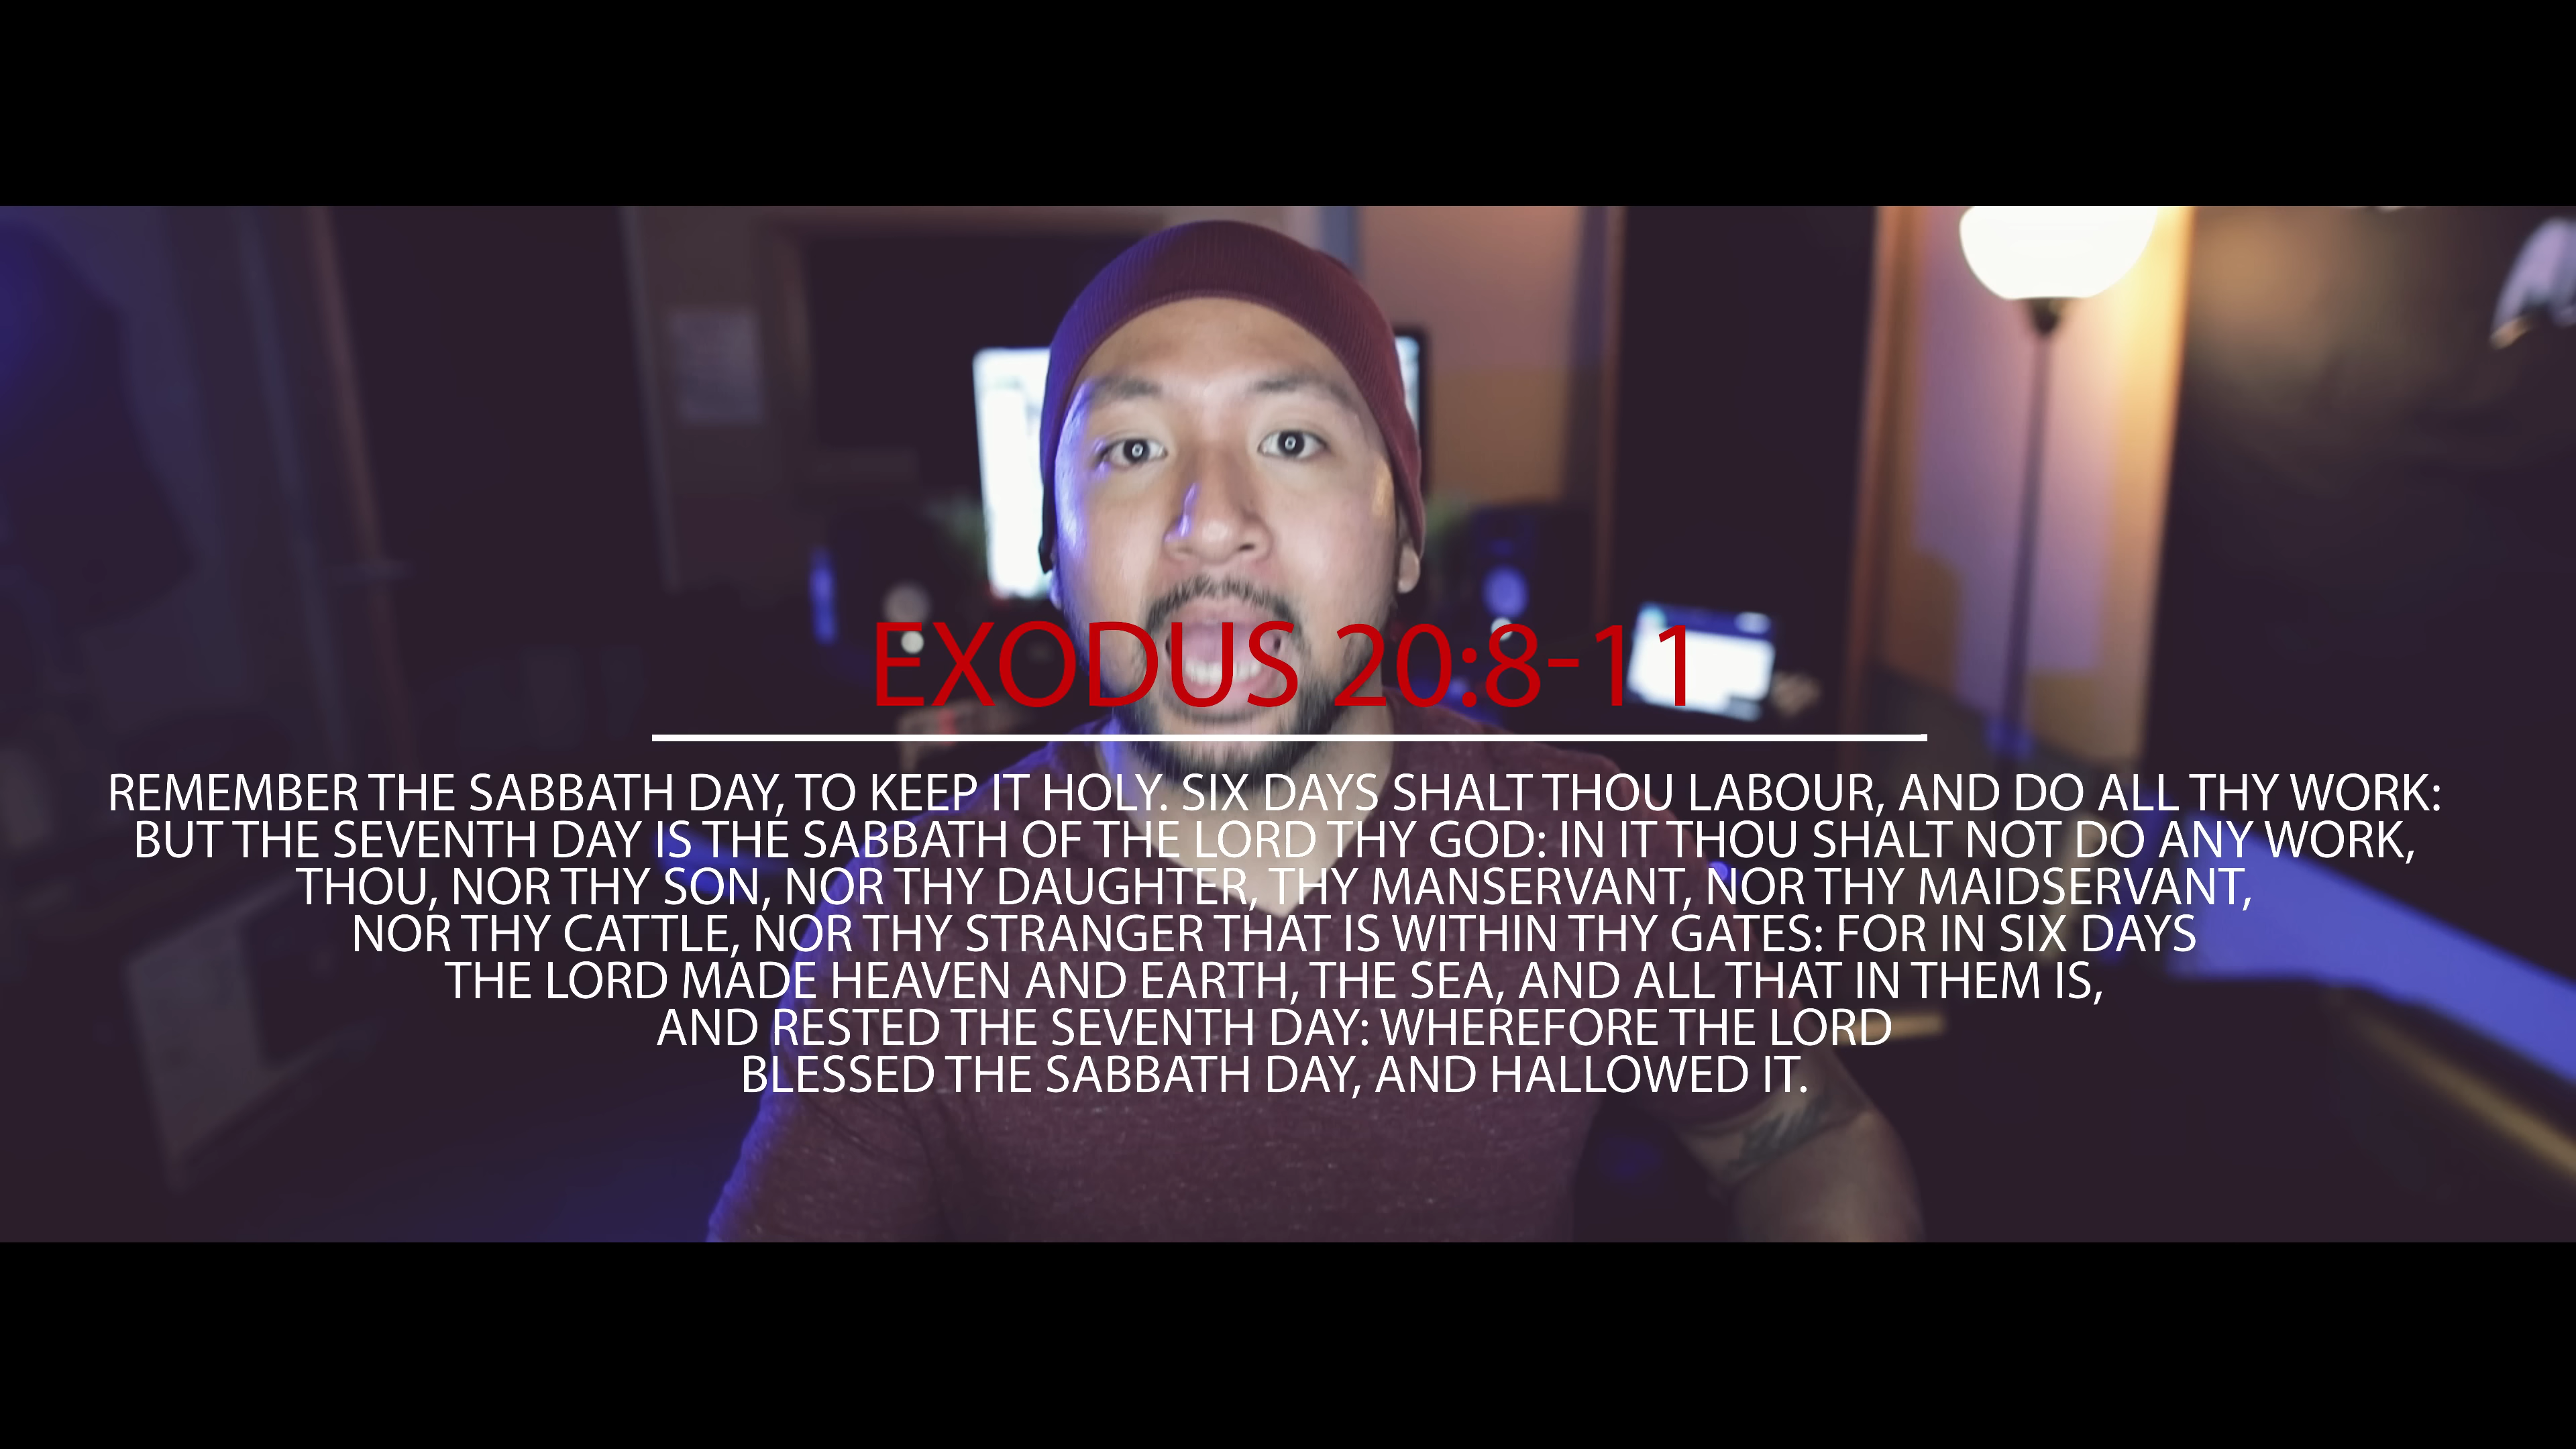 EXODUS 20:8-11
REMEMBER THE SABBATH DAY, TO KEEP IT HOLY. SIX DAYS SHALT THOU LABOUR, AND DO ALL THY WORK:
BUT THE SEVENTH DAY IS THE SABBATH OF THE LORD THY GOD: IN IT THOU SHALT NOT DO ANY WORK,
THOU, NOR THY SON, NOR THY DAUGHTER, THY MANSERVANT, NOR THY MAIDSERVANT,
NOR THY CATTLE, NOR THY STRANGER THAT IS WITHIN THY GATES: FOR IN SIX DAYS
THE LORD MADE HEAVEN AND EARTH, THE SEA, AND ALL THAT IN THEM IS,
AND RESTED THE SEVENTH DAY: WHEREFORE THE LORD
BLESSED THE SABBATH DAY, AND HALLOWED IT.